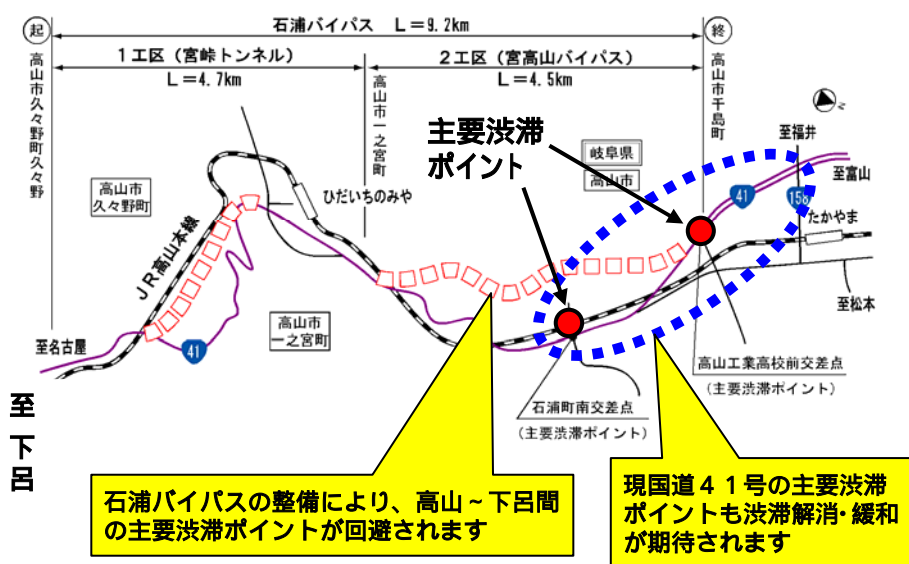 石浦バイパス L=9.2km
起
終
1工区(宮峠トンネル)
L=4.7km
2工区(宮高山バイパス)
L=4.5km
高山市久々野町久々野
高山市一之宮町
高山市千島町
主要渋滞
ポイント
岐阜県
高山市
N
至福井
至富山
41
158
たかやま
至松本
高山市
久々野町
ひだいちのみや
JR高山本線
高山市
一之宮町
至名古屋
41
至下呂
高山工業高校前交差点
(主要渋滞ポイント)
石浦町南交差点
(主要渋滞ポイント)
石浦バイパスの整備により、高山~下呂間
の主要渋滞ポイントが回避されます
現国道41号の主要渋滞
ポイントも渋滞解消・緩和
が期待されます